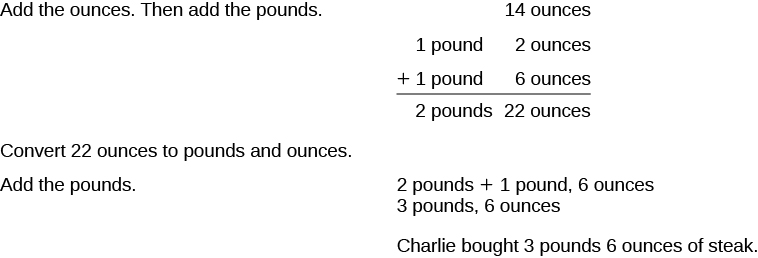 Add the ounces. Then add the pounds. 14 ounces
1 pound 2 ounces
+ 1 pound 6 ounces
2 pounds 22 ounces
Convert 22 ounces to pounds and ounces.
Add the pounds. 2 pounds + 1 pound, 6 ounces
3 pounds, 6 ounces
Charlie bought 3 pounds 6 ounces of steak.